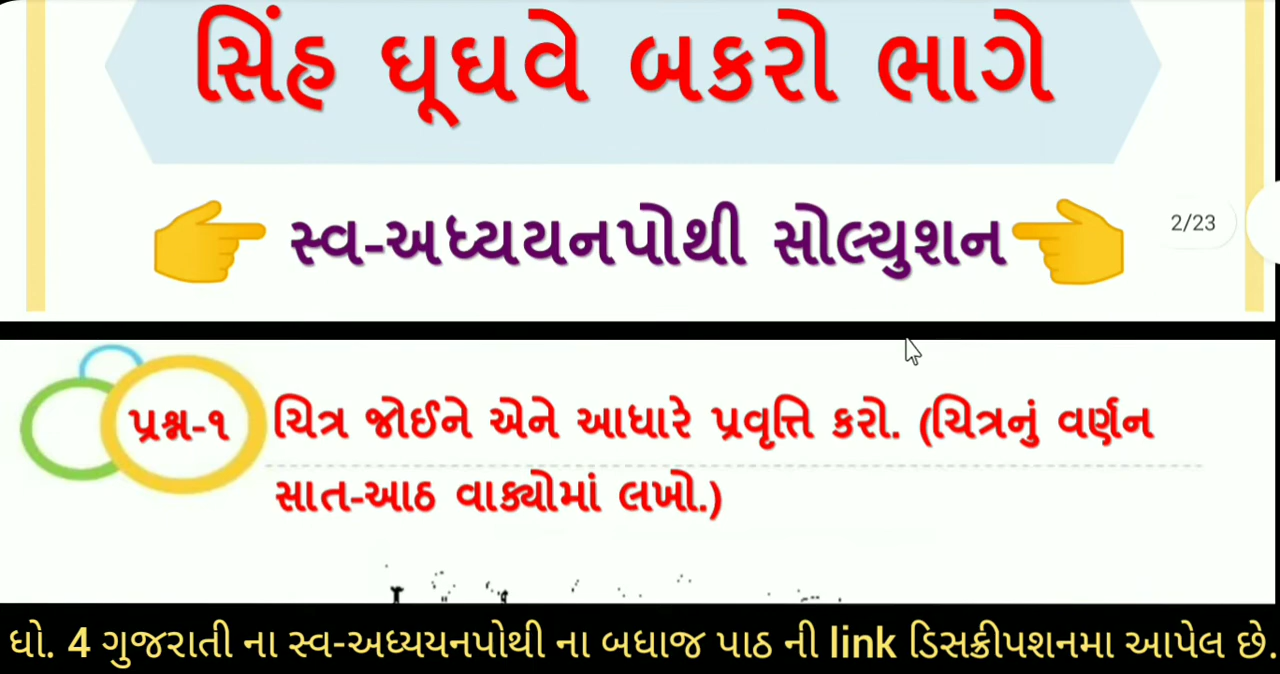 સિંહ ઘૂઘવે બકરો ભાગે
સ્વ-અધ્યયનપોથી સોલ્યુશન
2/23
પ્રશ્ન-૧ ચિત્ર જોઈને એને આધારે પ્રવૃત્તિ કરો. (ચિત્રનું વર્ણન
સાત-આઠ વાક્યોમાં લખો.)
ધો. 4 ગુજરાતી ના સ્વ-અધ્યયનપોથી ના બધાજ પાઠ ની link ડિસક્રીપશનમા આપેલ છે.